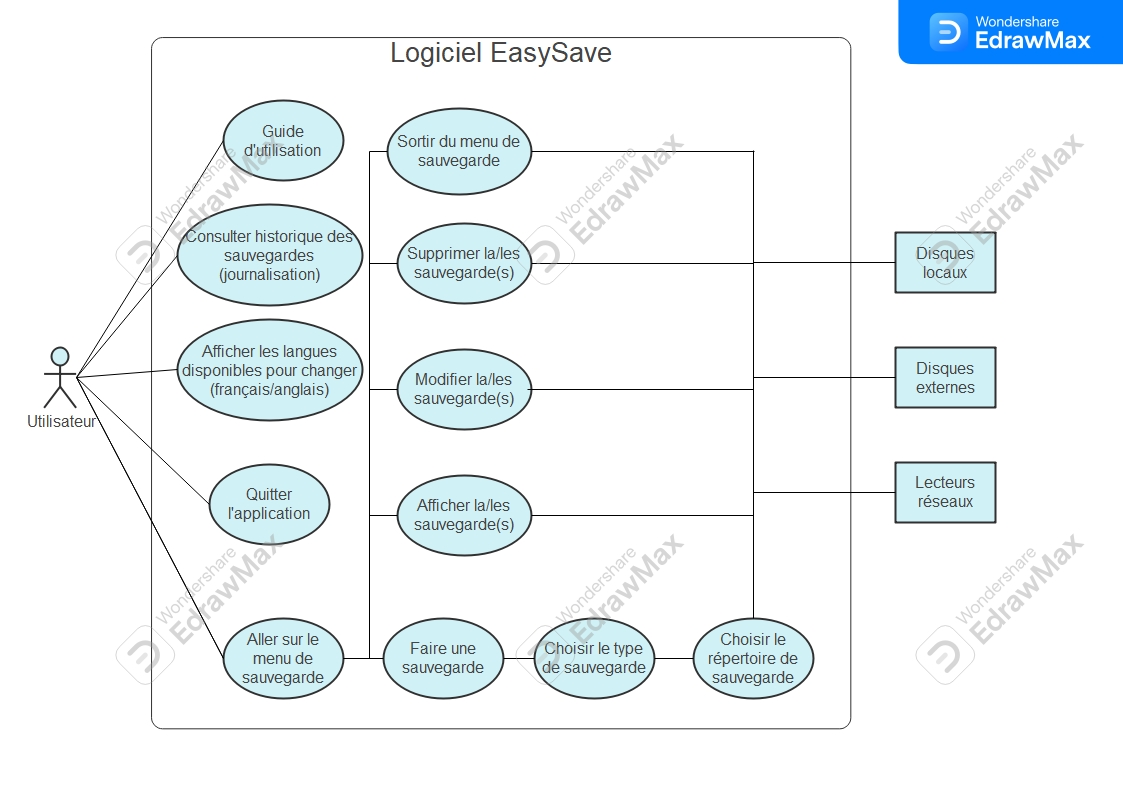 Wondershare
EdrawMax
Logiciel EasySave
Guide
d'utilisation
Sortir du menu de
sauvegarde
Consulter historique des
sauvegardes
(journalisation)
Supprimer la/les
sauvegarde(s)
Disques
locaux
Afficher les langues
disponibles pour changer
(français/anglais)
Modifier la/les
sauvegarde(s)
Disques
externes
Utilisateur
Quitter
l'application
Afficher la/les
sauvegarde(s)
Lecteurs
réseaux
Aller sur le
menu de
sauvegarde
Faire une
sauvegarde
Choisir le type
de sauvegarde
Choisir le
répertoire de
sauvegarde
Wondershare
EdrawMax
Wondershare
EdrawMax
Wondershare
EdrawMax
Wondershare
EdrawMax
Wondershare
EdrawMax
Wondershare
EdrawMax